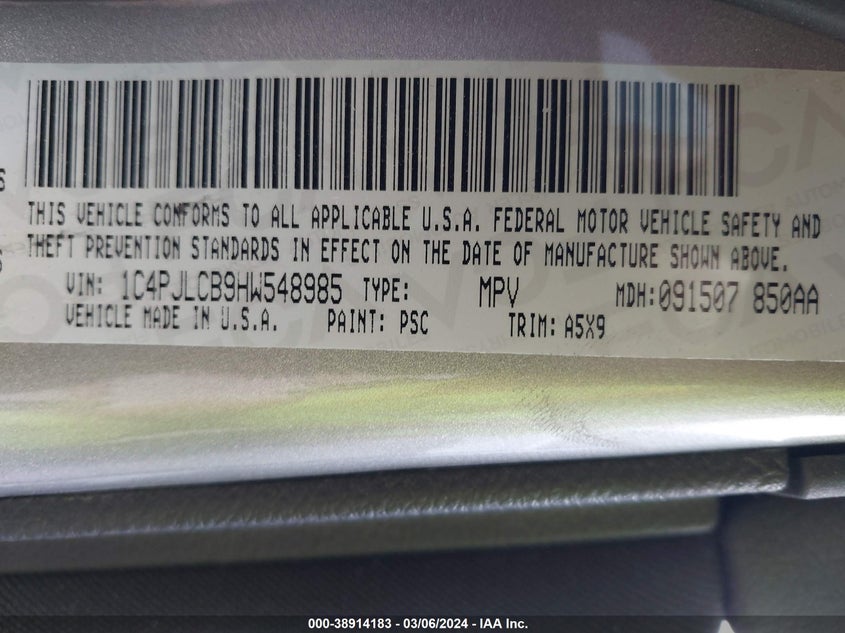 THIS VEHICLE CONFORMS TO ALL APPLICABLE U.S.A. FEDERAL MOTOR VEHICLE SAFETY AND
THEFT PREVENTION STANDARDS IN EFFECT ON THE DATE OF MANUFACTURE SHOWN ABOVE.
VIN: 1C4PJLCB9HW548985 TYPE: MPV MDH:091507 850AA
VEHICLE MADE IN U.S.A. PAINT: PSC TRIM: A5X9
000-38914183 - 03/06/2024 - IAA Inc.